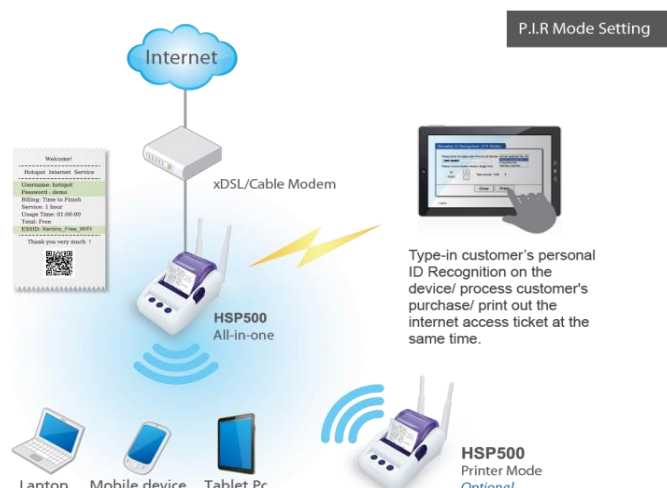 P.I.R Mode Setting
Internet
Welcome!
Hotspot Internet Service
Username: hotspot
Password : demo
Billing: Time to Finish
Service: 1 hour
Usage Time: 01:00:00
Total: Free
ESSID: Xantino_Free_WIFI
Thank you very much !
xDSL/Cable Modem
HSP500
All-in-one
Type-in customer's personal
ID Recognition on the
device/ process customer's
purchase/ print out the
internet access ticket at the
same time.
HSP500
Printer Mode
Optional
Laptop
Mobile device
Tablet Pc